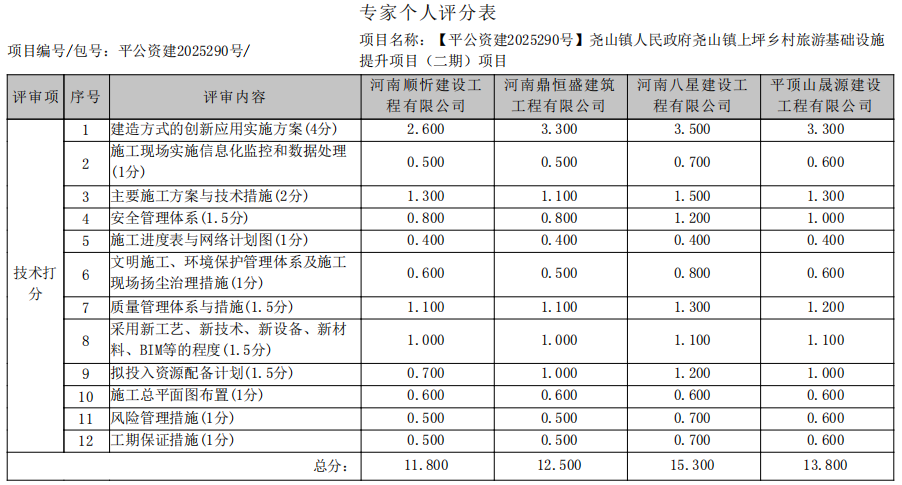 专家个人评分表
项目编号/包号：平公资建2025290号/
项目名称：【平公资建2025290号】尧山镇人民政府尧山镇上坪乡村旅游基础设施
提升项目（二期）项目
评审项 序号 评审内容 河南顺忻建设工程有限公司 河南鼎恒盛建筑工程有限公司 河南八星建设工程有限公司 平顶山晟源建设工程有限公司
技术打分
1 建造方式的创新应用实施方案(4分) 2.600 3.300 3.500 3.300
2 施工现场实施信息化监控和数据处理(1分) 0.500 0.500 0.700 0.600
3 主要施工方案与技术措施(2分) 1.300 1.100 1.500 1.300
4 安全管理体系(1.5分) 0.800 0.800 1.200 1.000
5 施工进度表与网络计划图(1分) 0.400 0.400 0.400 0.400
6 文明施工、环境保护管理体系及施工现场扬尘治理措施(1分) 0.600 0.500 0.800 0.600
7 质量管理体系与措施(1.5分) 1.100 1.100 1.300 1.200
8 采用新工艺、新技术、新设备、新材料、BIM等的程度(1.5分) 1.000 1.000 1.100 1.100
9 拟投入资源配备计划(1.5分) 0.700 1.000 1.200 1.000
10 施工总平面图布置(1分) 0.600 0.600 0.600 0.600
11 风险管理措施(1分) 0.500 0.500 0.700 0.600
12 工期保证措施(1分) 0.500 0.500 0.700 0.600
总分： 11.800 12.500 15.300 13.800